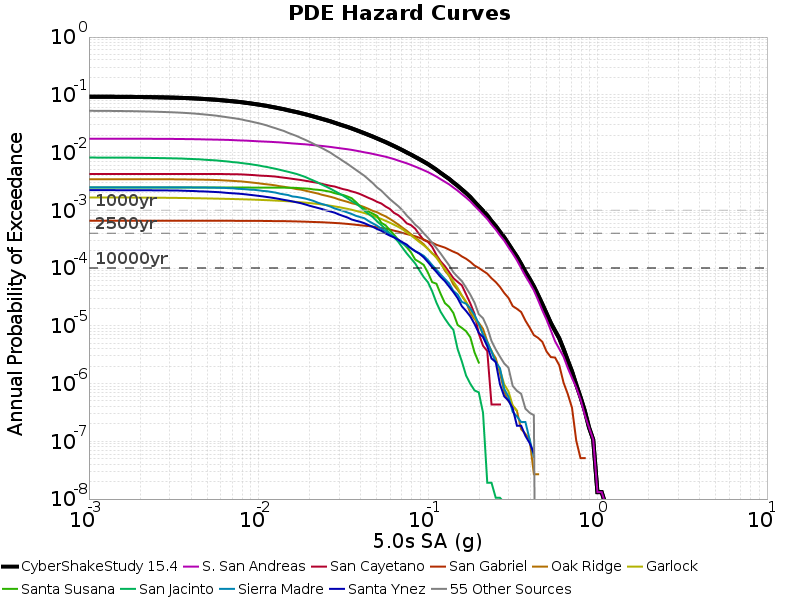 PDE Hazard Curves
Annual Probability of Exceedance
10^0
10^-1
10^-2
10^-3
10^-4
10^-5
10^-6
10^-7
10^-8
1000yr
2500yr
10000yr
10^-3 10^-2 10^-1 10^0 10^1
5.0s SA (g)
CyberShakeStudy 15.4 S. San Andreas San Cayetano San Gabriel Oak Ridge Garlock
Santa Susana San Jacinto Sierra Madre Santa Ynez 55 Other Sources